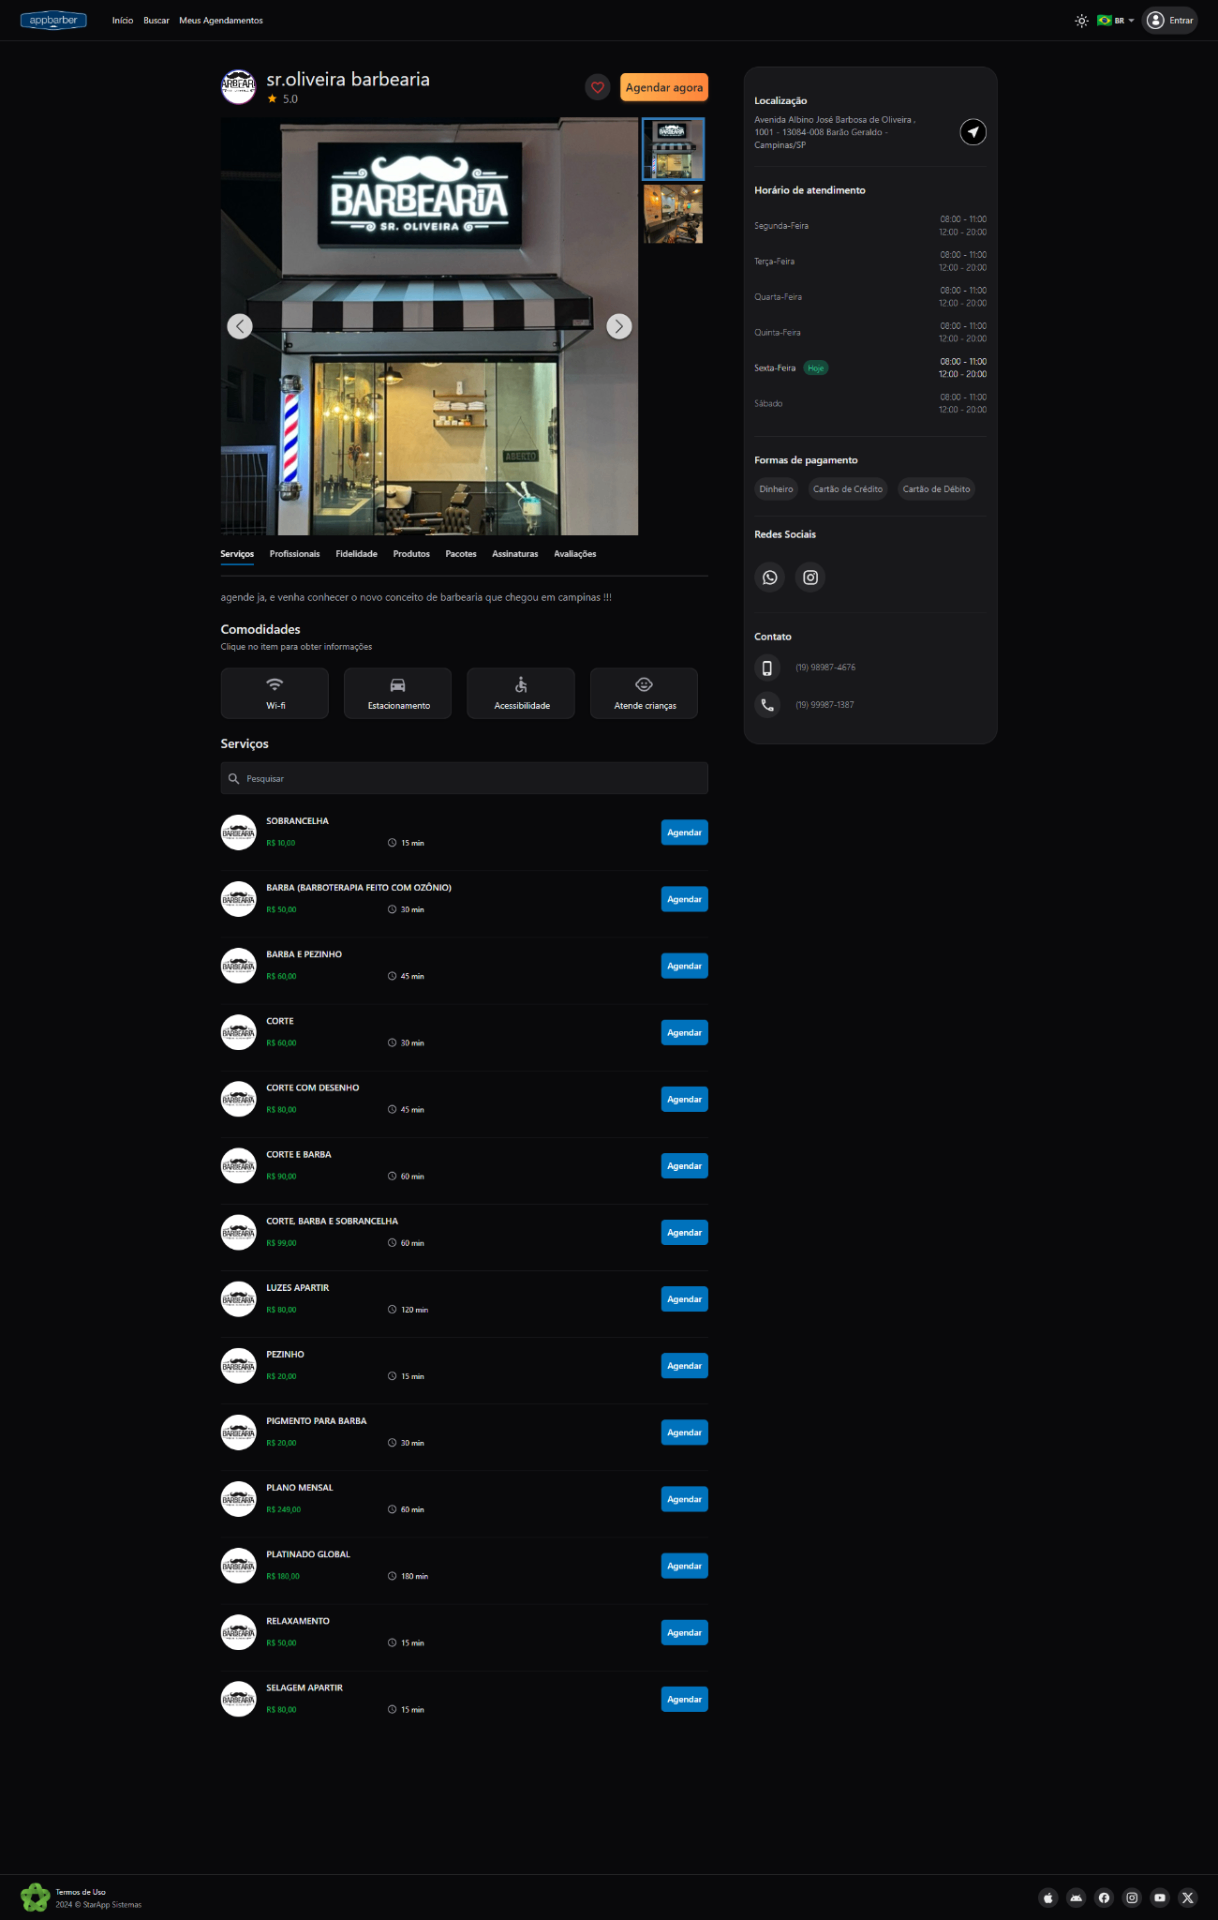 appbarber
Início
Buscar
Meus Agendamentos
BR
Entrar
sr.oliveira barbearia
5.0
Agendar agora
BARBEARIA
SR. OLIVEIRA
ABERTO
Serviços
Profissionais
Fidelidade
Produtos
Pacotes
Assinaturas
Avaliações
agende ja, e venha conhecer o novo conceito de barbearia que chegou em campinas !!!
Comodidades
Clique no item para obter informações
Wi-fi
Estacionamento
Acessibilidade
Atende crianças
Serviços
Pesquisar
SOBRANCELHA
R$ 10,00
15 min
Agendar
BARBA (BARBOTERAPIA FEITO COM OZÔNIO)
R$ 50,00
30 min
Agendar
BARBA E PEZINHO
R$ 60,00
45 min
Agendar
CORTE
R$ 60,00
30 min
Agendar
CORTE COM DESENHO
R$ 80,00
45 min
Agendar
CORTE E BARBA
R$ 90,00
60 min
Agendar
CORTE, BARBA E SOBRANCELHA
R$ 99,00
60 min
Agendar
LUZES APARTIR
R$ 80,00
120 min
Agendar
PEZINHO
R$ 20,00
15 min
Agendar
PIGMENTO PARA BARBA
R$ 20,00
30 min
Agendar
PLANO MENSAL
R$ 249,00
60 min
Agendar
PLATINADO GLOBAL
R$ 180,00
180 min
Agendar
RELAXAMENTO
R$ 50,00
15 min
Agendar
SELAGEM APARTIR
R$ 80,00
15 min
Agendar
Localização
Avenida Albino José Barbosa de Oliveira ,
1001 - 13084-008 Barão Geraldo -
Campinas/SP
Horário de atendimento
Segunda-Feira
08:00 - 11:00
12:00 - 20:00
Terça-Feira
08:00 - 11:00
12:00 - 20:00
Quarta-Feira
08:00 - 11:00
12:00 - 20:00
Quinta-Feira
08:00 - 11:00
12:00 - 20:00
Sexta-Feira
Hoje
08:00 - 11:00
12:00 - 20:00
Sábado
08:00 - 11:00
12:00 - 20:00
Formas de pagamento
Dinheiro
Cartão de Crédito
Cartão de Débito
Redes Sociais
Contato
(19) 98987-4676
(19) 99987-1387
Termos de Uso
2024 © StarApp Sistemas